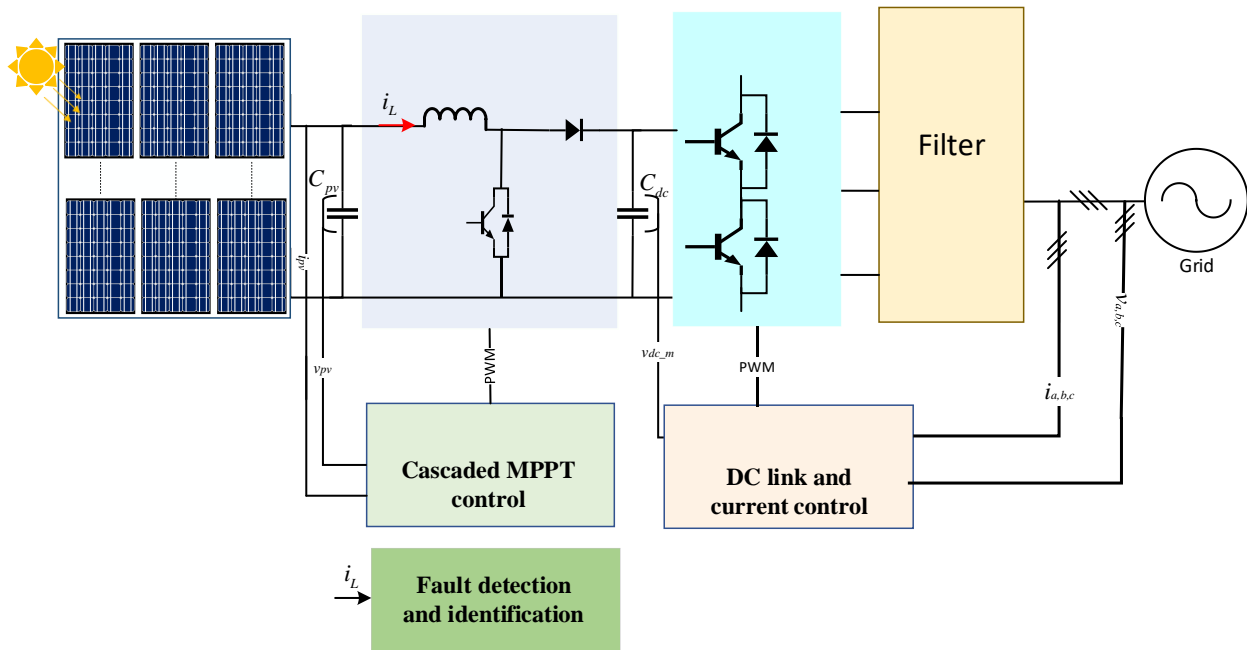 i_L
C_pv
C_dc
Filter
Grid
i_pv
v_pv
PWM
v_dc_m
PWM
v_a,b,c
i_a,b,c
Cascaded MPPT
control
DC link and
current control
i_L
Fault detection
and identification